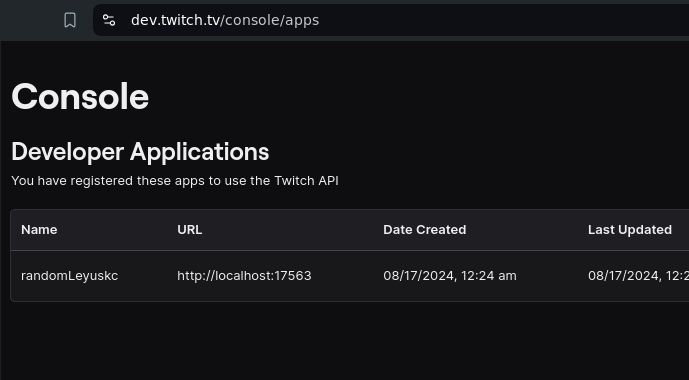 dev.twitch.tv/console/apps
Console
Developer Applications
You have registered these apps to use the Twitch API
Name URL Date Created Last Updated
randomLeyuskc http://localhost:17563 08/17/2024, 12:24 am 08/17/2024, 12:2